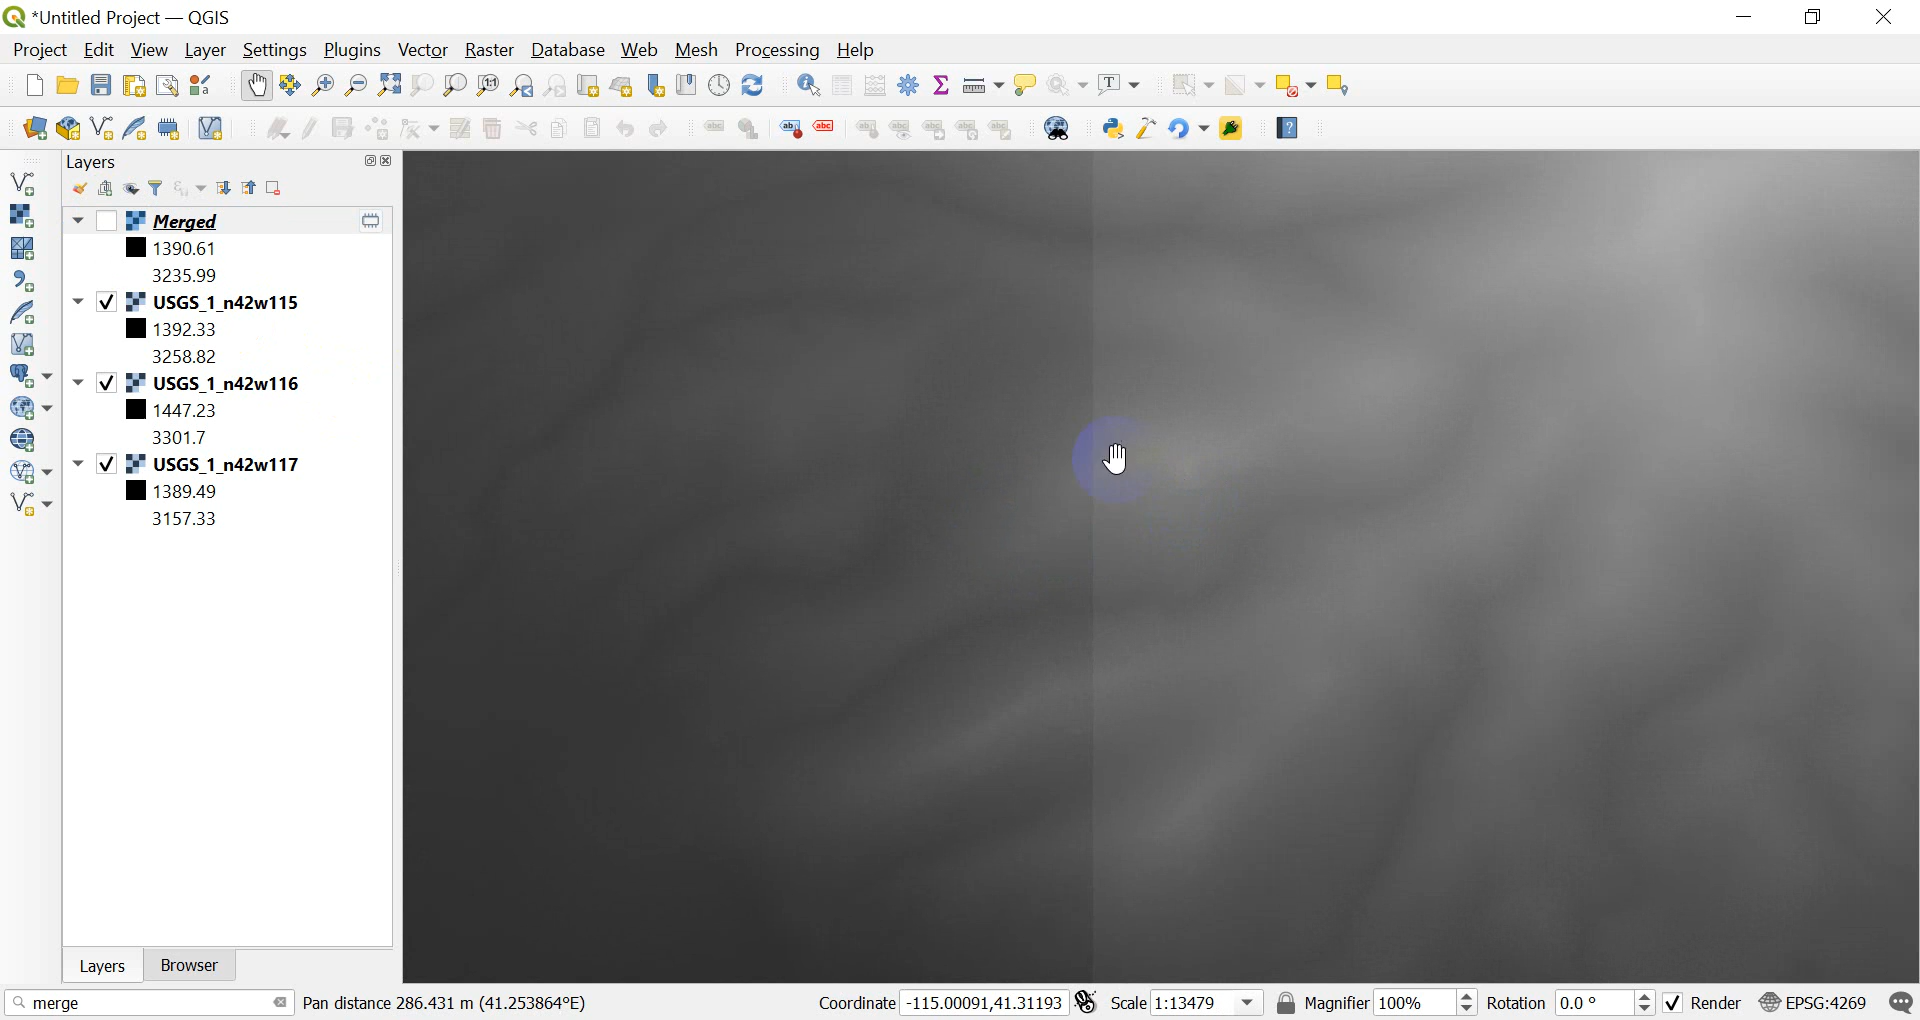 *Untitled Project — QGIS
Project Edit View Layer Settings Plugins Vector Raster Database Web Mesh Processing Help
Layers
Merged
1390.61
3235.99
USGS_1_n42w115
1392.33
3258.82
USGS_1_n42w116
1447.23
3301.7
USGS_1_n42w117
1389.49
3157.33
Layers Browser
merge Pan distance 286.431 m (41.253864°E) Coordinate -115.00091,41.31193 Scale 1:13479 Magnifier 100% Rotation 0.0 ° Render EPSG:4269